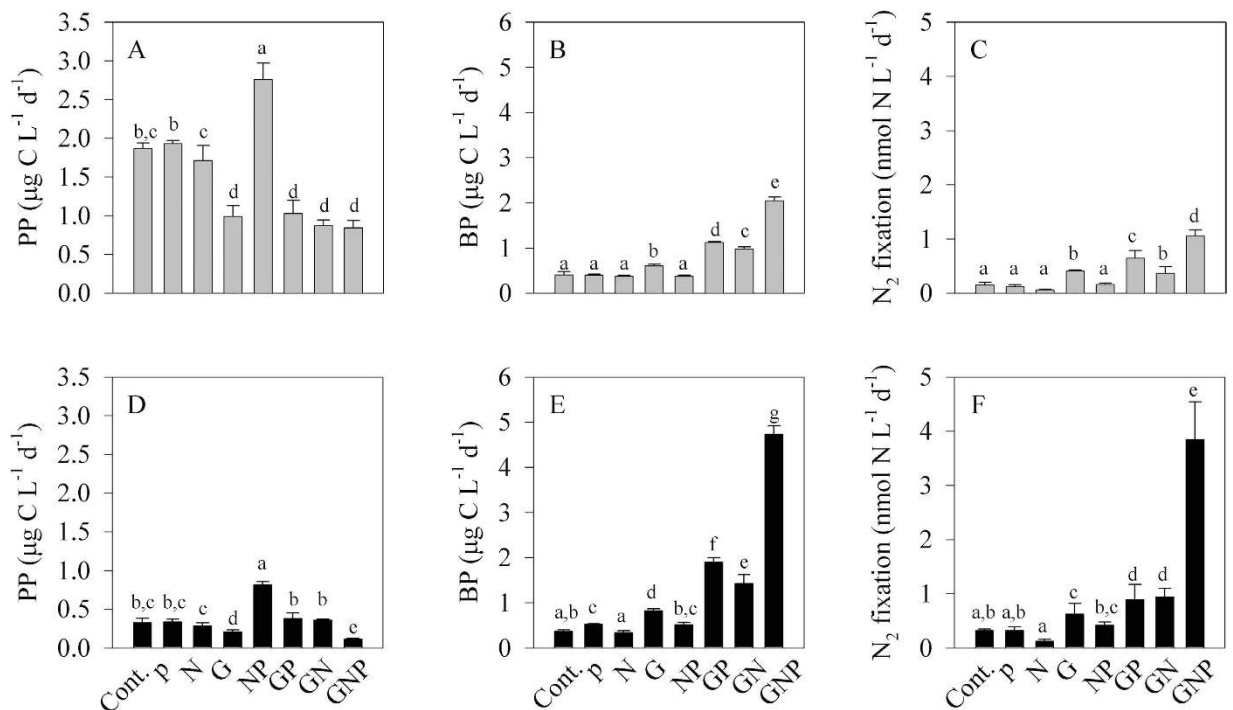 A
PP (µg C L⁻¹ d⁻¹)
3.5
3.0
2.5
2.0
1.5
1.0
0.5
0.0
b,c b c d a d d d
B
BP (µg C L⁻¹ d⁻¹)
6
5
4
3
2
1
0
a a a b a d c e
C
N₂ fixation (nmol N L⁻¹ d⁻¹)
5
4
3
2
1
0
a a a b a c b d
D
PP (µg C L⁻¹ d⁻¹)
3.5
3.0
2.5
2.0
1.5
1.0
0.5
0.0
b,c b,c c d a b b e
Cont. p N G NP GP GN GNP
E
BP (µg C L⁻¹ d⁻¹)
6
5
4
3
2
1
0
a,b c a d b,c f e g
Cont. p N G NP GP GN GNP
F
N₂ fixation (nmol N L⁻¹ d⁻¹)
5
4
3
2
1
0
a,b a,b a c b,c d d e
Cont. p N G NP GP GN GNP